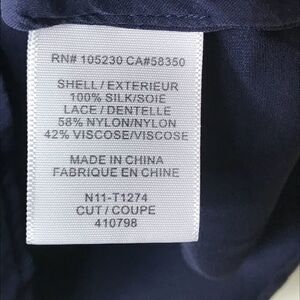 RN# 105230 CA#58350
SHELL / EXTERIEUR
100% SILK/SOIE
LACE / DENTELLE
58% NYLON/NYLON
42% VISCOSE/VISCOSE
MADE IN CHINA
FABRIQUE EN CHINE
N11-T1274
CUT / COUPE
410798